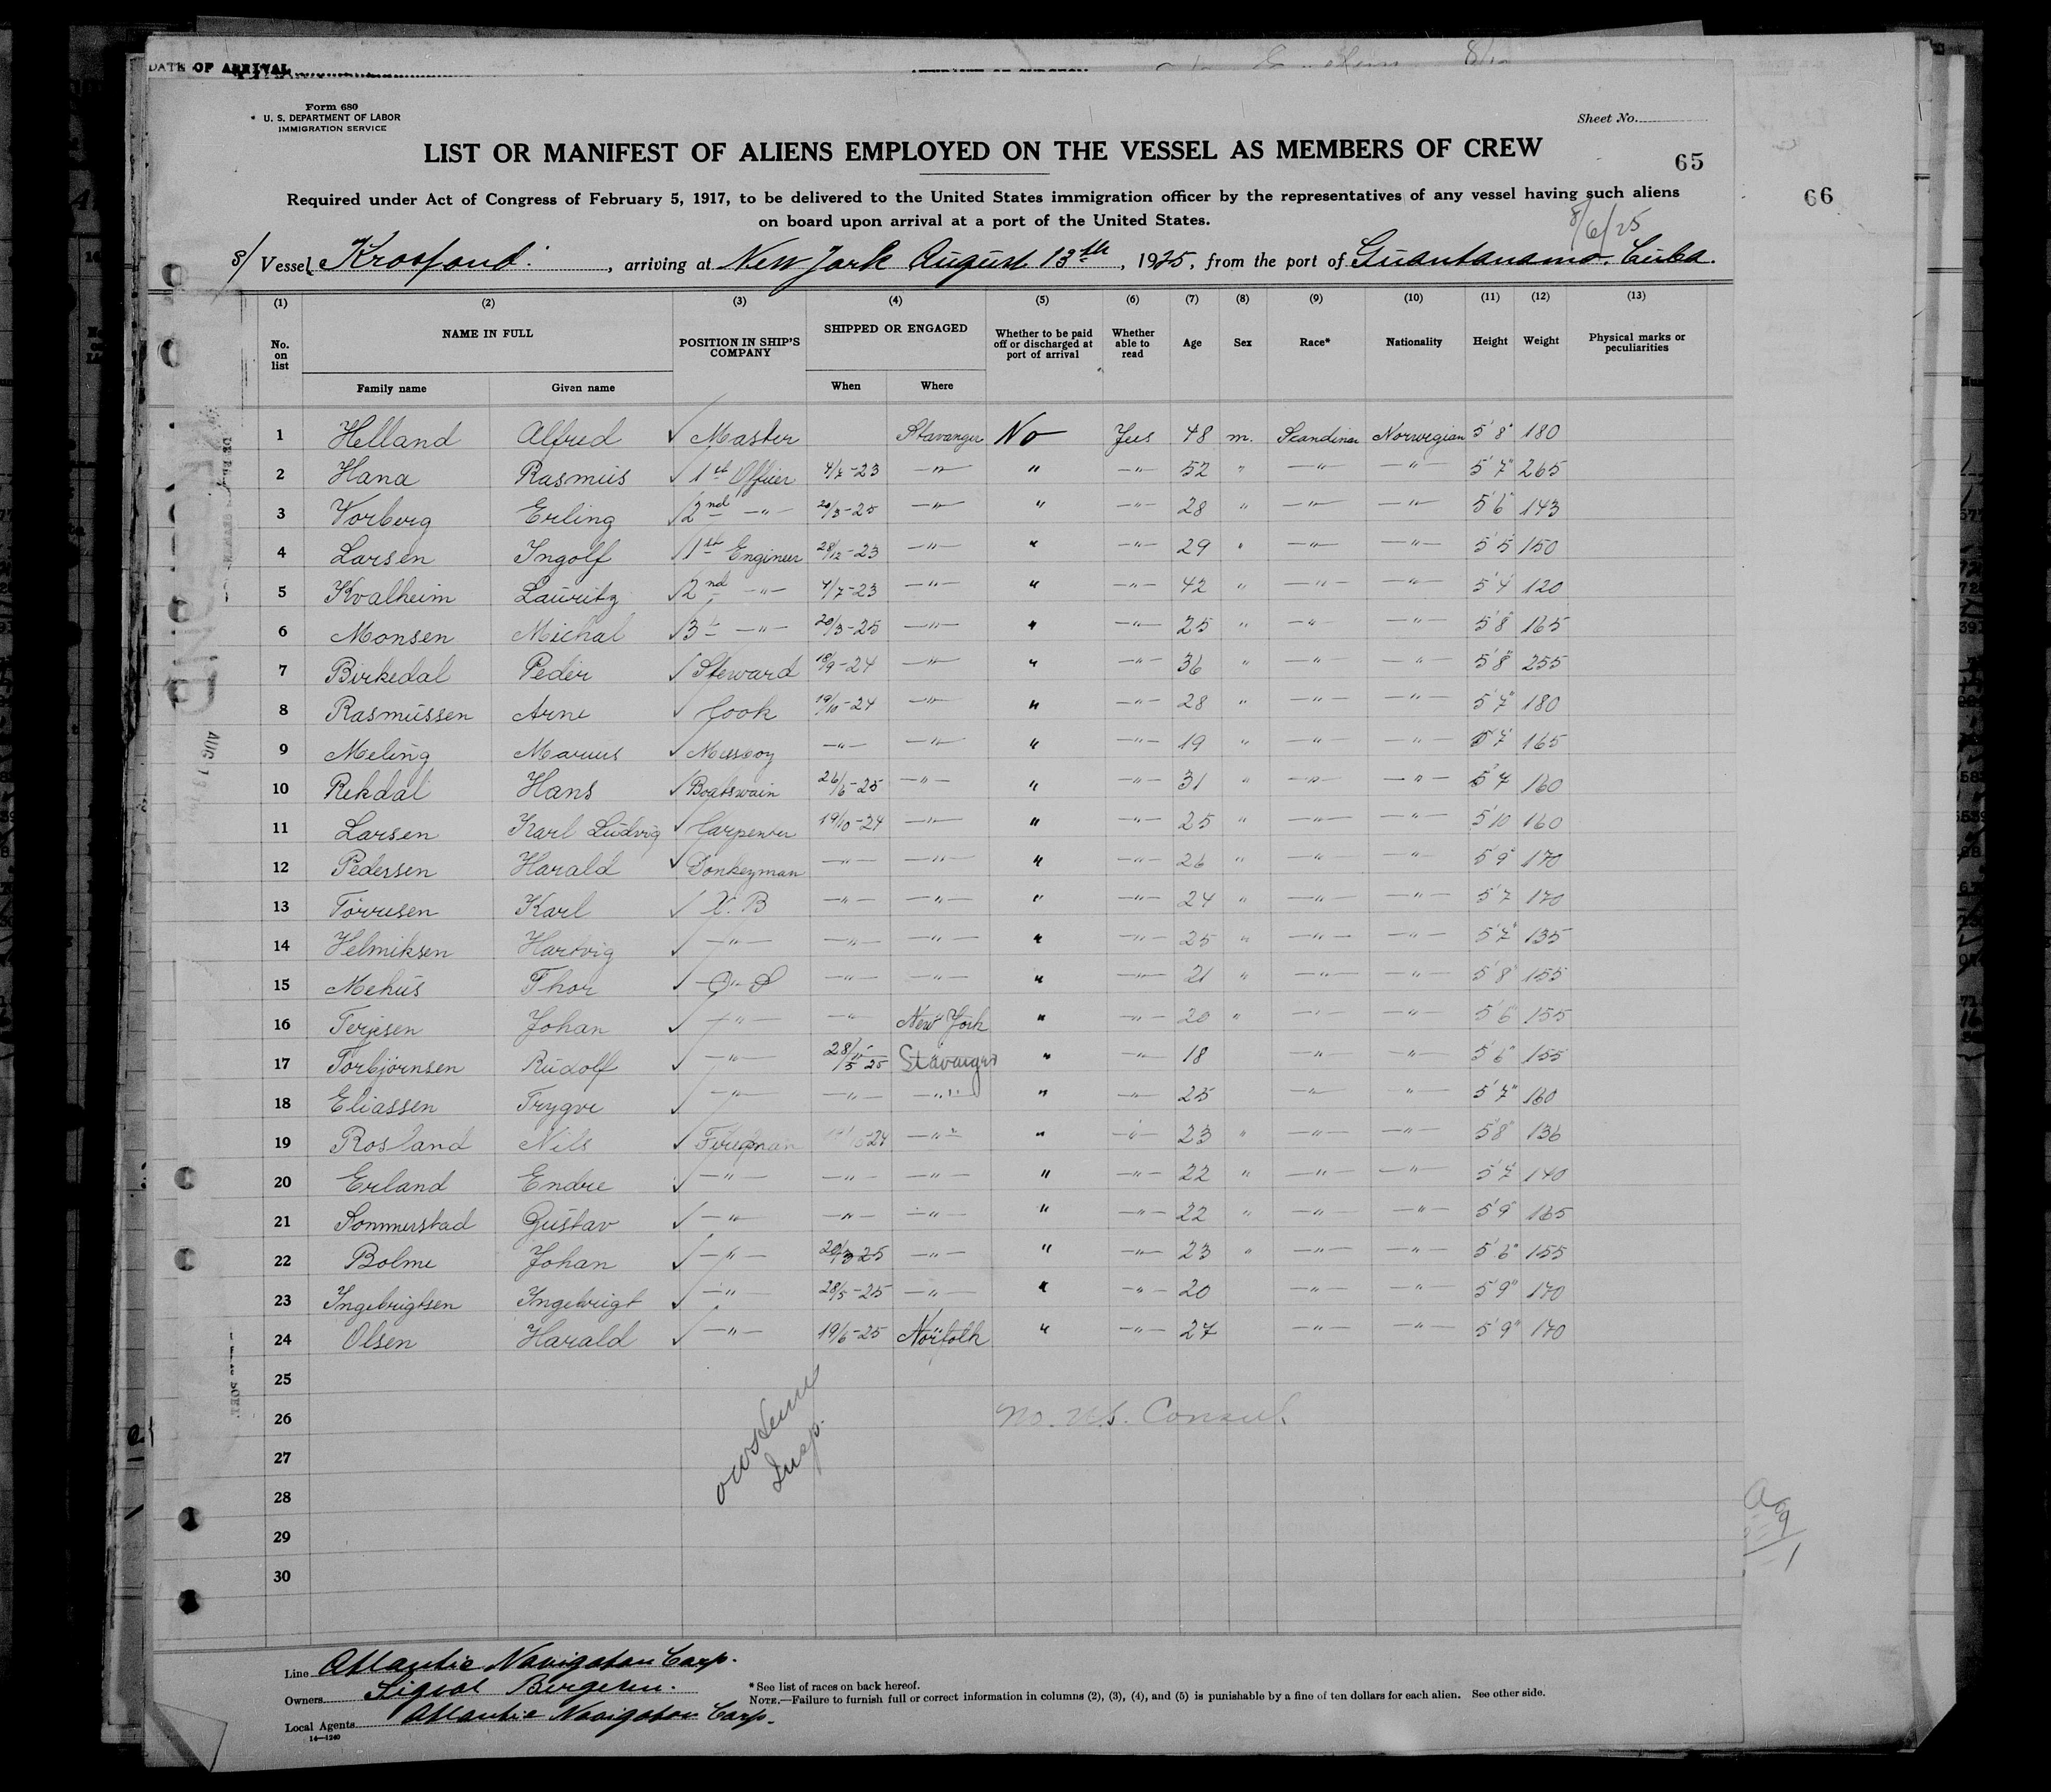 DATE OF ARRIVAL
Form 680
U. S. DEPARTMENT OF LABOR
IMMIGRATION SERVICE
Sheet No.
LIST OR MANIFEST OF ALIENS EMPLOYED ON THE VESSEL AS MEMBERS OF CREW
65
66
Required under Act of Congress of February 5, 1917, to be delivered to the United States immigration officer by the representatives of any vessel having such aliens
on board upon arrival at a port of the United States.
8/6/25
S/ Vessel Krosfond, arriving at New York August 13th, 1925, from the port of Guantanamo, Cuba.
(1) (2) (3) (4) (5) (6) (7) (8) (9) (10) (11) (12) (13)
No. on list NAME IN FULL POSITION IN SHIP'S COMPANY SHIPPED OR ENGAGED Whether to be paid off or discharged at port of arrival Whether able to read Age Sex Race* Nationality Height Weight Physical marks or peculiarities
Family name Given name When Where
1 Helland Alfred ✓ Master Stavanger No Yes 48 m. Scandinav Norwegian 5'8" 180
2 Hana Rasmus ✓ 1st Officer 4/7-23 —"— " —"— 52 " —"— —"— 5'7" 265
3 Vorberg Erling ✓ 2nd —"— 20/3-25 —"— " —"— 28 " —"— —"— 5'6" 143
4 Larsen Ingolf ✓ 1st Engineer 28/12-23 —"— " —"— 29 " —"— —"— 5'5 150
5 Kvalheim Lauritz ✓ 2nd —"— 4/7-23 —"— " —"— 42 " —"— —"— 5'4 120
6 Monsen Michal ✓ 3 —"— 20/3-25 —"— " —"— 25 " —"— —"— 5'8 165
7 Birkedal Peder ✓ Steward 18/9-24 —"— " —"— 36 " —"— —"— 5'8" 255
8 Rasmussen Arne ✓ Cook 19/10-24 —"— " —"— 28 " —"— —"— 5'7" 180
9 Meling Marius ✓ Messboy —"— —"— " —"— 19 " —"— —"— 5'7 165
10 Rekdal Hans ✓ Boatswain 26/6-25 —"— " —"— 31 " —"— —"— 5'7 160
11 Larsen Karl Ludvig ✓ Carpenter 19/10-24 —"— " —"— 25 " —"— —"— 5'10 160
12 Pedersen Harald ✓ Donkeyman —"— —"— " —"— 26 " —"— —"— 5'9" 170
13 Karl ✓ —"— —"— " —"— 24 " —"— —"— 5'7 170
14 Helmiksen Hartvig ✓ —"— —"— —"— " —"— 25 " —"— —"— 5'7" 135
15 Mehus Thor ✓ O S —"— —"— " —"— 21 " —"— —"— 5'8" 155
16 Terjesen Johan ✓ —"— —"— New York " —"— 20 " —"— —"— 5'6 155
17 Torbjörnsen Rudolf ✓ —"— 28/5-25 Stavanger " —"— 18 —"— —"— 5'6" 155
18 Eliassen Trygve ✓ —"— —"— —"— " —"— 25 —"— —"— 5'7" 160
19 Rosland Nils ✓ Fireman -24 —"— " —"— 23 " —"— —"— 5'8" 136
20 Erland Endre ✓ —"— —"— —"— " —"— 22 " —"— —"— 5'7" 140
21 Sommerstad Gustav ✓ —"— —"— —"— " —"— 22 " —"— —"— 5'9 165
22 Bolme Johan ✓ —"— 20/3-25 —"— " —"— 23 " —"— —"— 5'6" 155
23 Ingebrigtsen Ingebrigt ✓ —"— 28/5-25 —"— " —"— 20 —"— —"— 5'9" 170
24 Olsen Harald ✓ —"— 19/6-25 Norfolk " —"— 27 —"— —"— 5'9" 170
25
26 No. U.S. Consul
27
28
29
30
Insp.
Line Atlantic Navigation Corp.
Owners Sigval Bergesen.
Local Agents Atlantic Navigation Corp.
14—1240
*See list of races on back hereof.
NOTE.—Failure to furnish full or correct information in columns (2), (3), (4), and (5) is punishable by a fine of ten dollars for each alien. See other side.